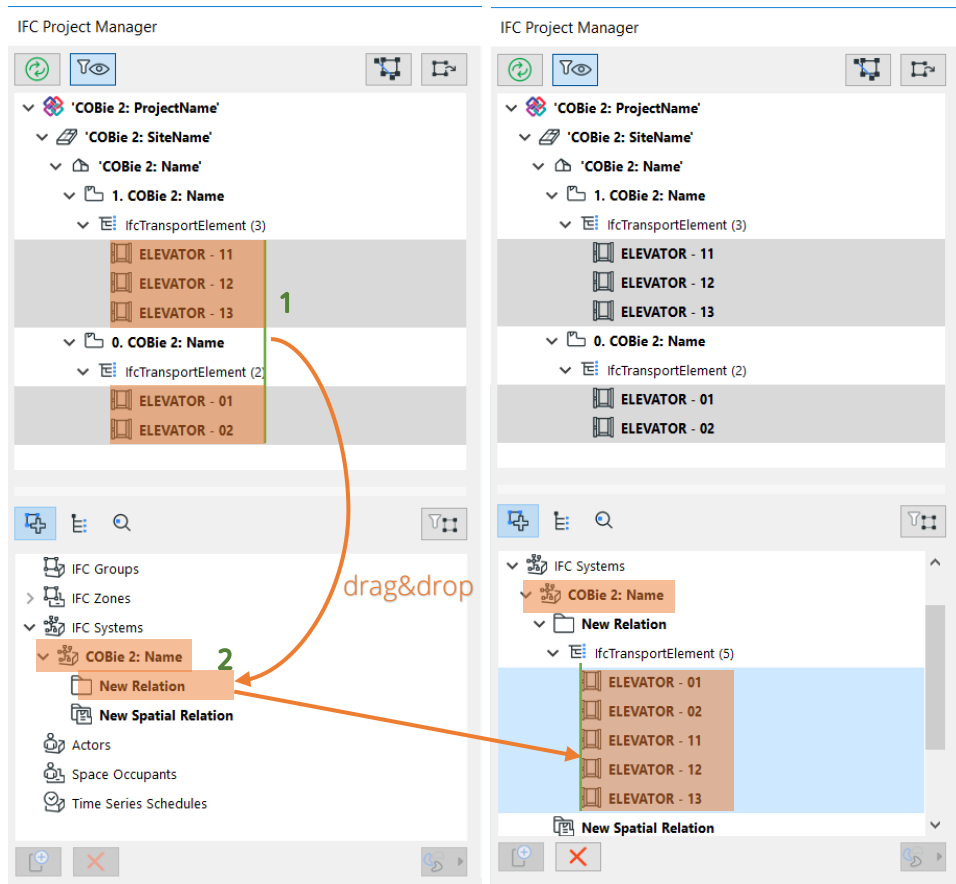 IFC Project Manager
'COBie 2: ProjectName'
'COBie 2: SiteName'
'COBie 2: Name'
1. COBie 2: Name
IfcTransportElement (3)
ELEVATOR - 11
ELEVATOR - 12
ELEVATOR - 13
1
0. COBie 2: Name
IfcTransportElement (2)
ELEVATOR - 01
ELEVATOR - 02
IFC Groups
drag&drop
IFC Zones
IFC Systems
COBie 2: Name
2
New Relation
New Spatial Relation
Actors
Space Occupants
Time Series Schedules
IFC Project Manager
'COBie 2: ProjectName'
'COBie 2: SiteName'
'COBie 2: Name'
1. COBie 2: Name
IfcTransportElement (3)
ELEVATOR - 11
ELEVATOR - 12
ELEVATOR - 13
0. COBie 2: Name
IfcTransportElement (2)
ELEVATOR - 01
ELEVATOR - 02
IFC Systems
COBie 2: Name
New Relation
IfcTransportElement (5)
ELEVATOR - 01
ELEVATOR - 02
ELEVATOR - 11
ELEVATOR - 12
ELEVATOR - 13
New Spatial Relation